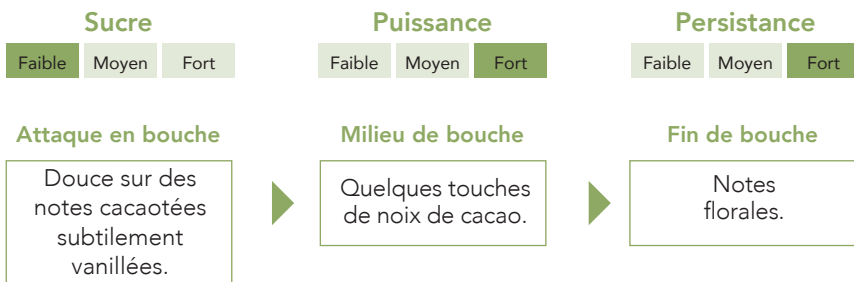 Sucre
Puissance
Persistance
Faible Moyen Fort
Faible Moyen Fort
Faible Moyen Fort
Attaque en bouche
Douce sur des
notes cacaotées
subtilement
vanillées.
Milieu de bouche
Quelques touches
de noix de cacao.
Fin de bouche
Notes
florales.